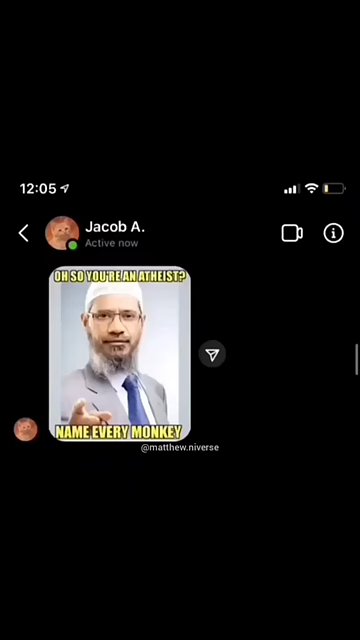 12:05
Jacob A.
Active now
OH SO YOU'RE AN ATHEIST?
NAME EVERY MONKEY
@matthew.niverse